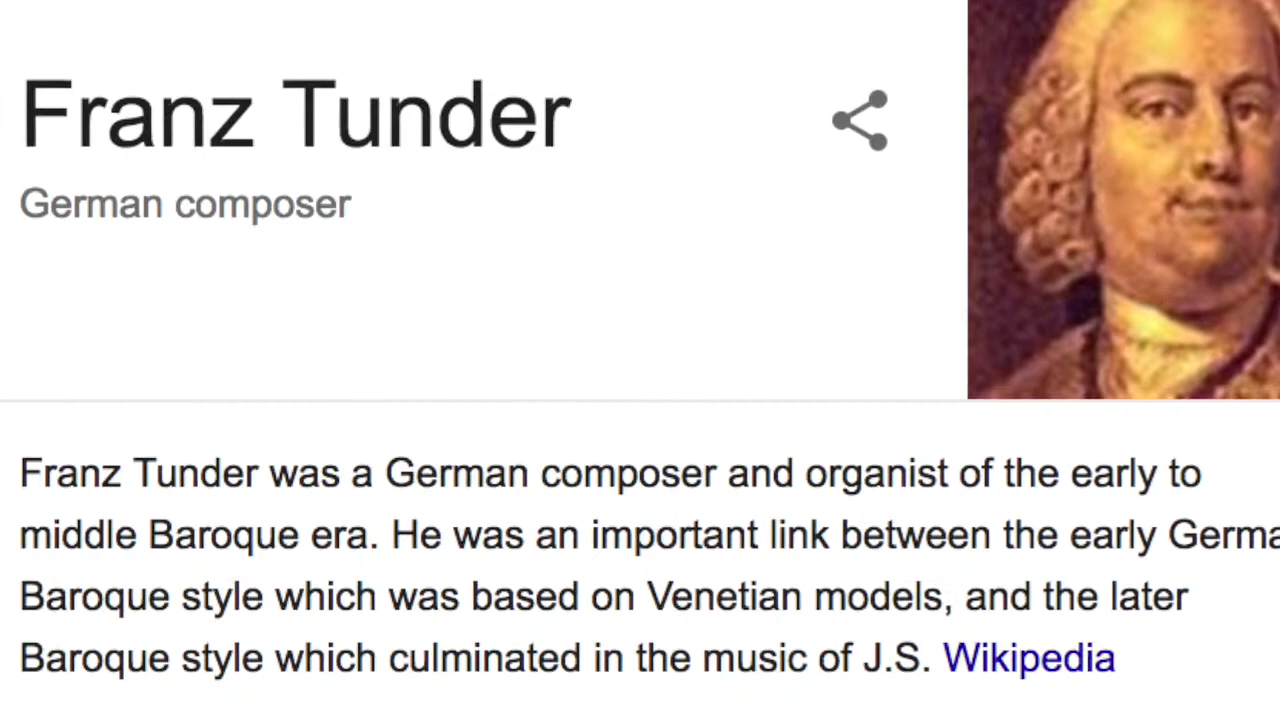 Franz Tunder
German composer
Franz Tunder was a German composer and organist of the early to
middle Baroque era. He was an important link between the early Germa
Baroque style which was based on Venetian models, and the later
Baroque style which culminated in the music of J.S. Wikipedia